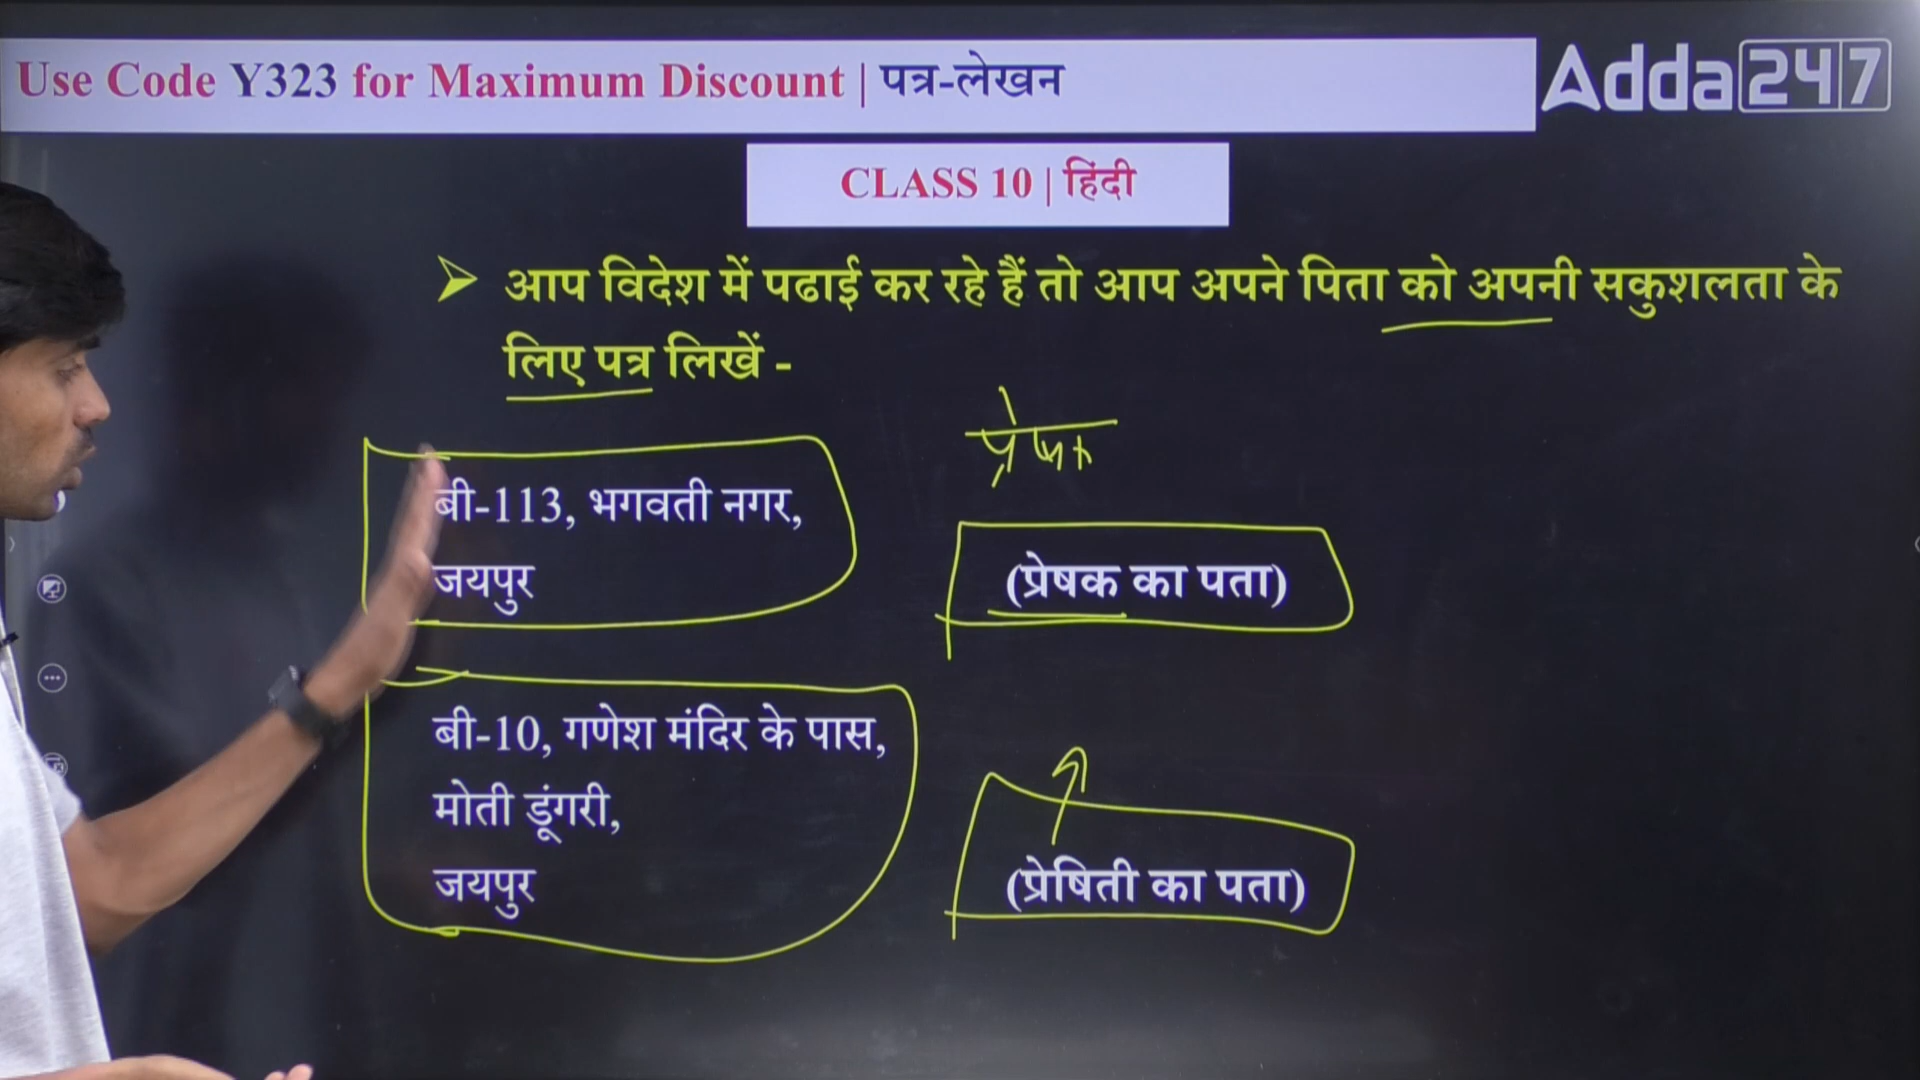 Use Code Y323 for Maximum Discount | पत्र-लेखन
Adda247
CLASS 10 | हिंदी
➢ आप विदेश में पढाई कर रहे हैं तो आप अपने पिता को अपनी सकुशलता के
लिए पत्र लिखें -
प्रेषक
बी-113, भगवती नगर,
जयपुर
(प्रेषक का पता)
बी-10, गणेश मंदिर के पास,
मोती डूंगरी,
जयपुर
(प्रेषिती का पता)